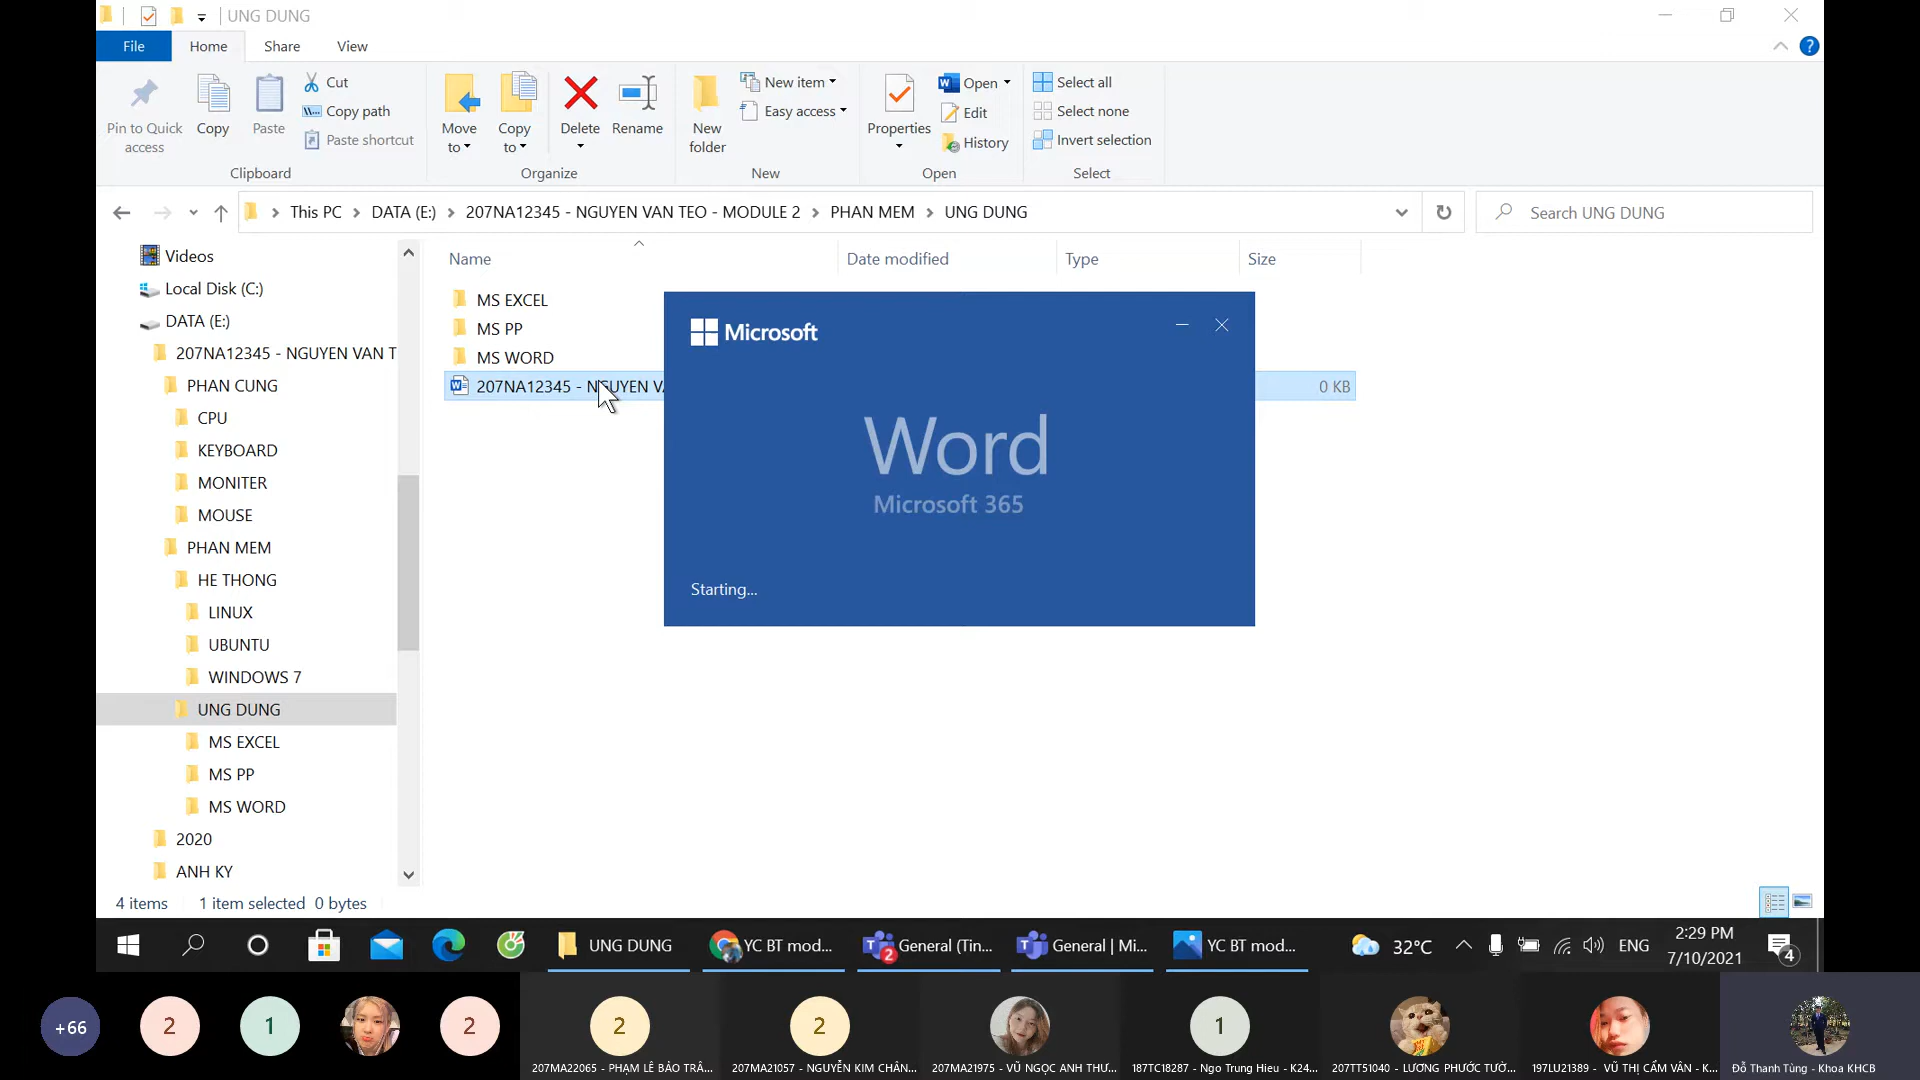 UNG DUNG
File
Home
Share
View
Pin to Quick
access
Copy
Paste
Cut
Copy path
Paste shortcut
Clipboard
Move
to
Copy
to
Delete
Rename
Organize
New
folder
New item
Easy access
New
Properties
Open
Edit
History
Open
Select all
Select none
Invert selection
Select
This PC
DATA (E:)
207NA12345 - NGUYEN VAN TEO - MODULE 2
PHAN MEM
UNG DUNG
Search UNG DUNG
Videos
Local Disk (C:)
DATA (E:)
207NA12345 - NGUYEN VAN T
PHAN CUNG
CPU
KEYBOARD
MONITER
MOUSE
PHAN MEM
HE THONG
LINUX
UBUNTU
WINDOWS 7
UNG DUNG
MS EXCEL
MS PP
MS WORD
2020
ANH KY
Name
Date modified
Type
Size
MS EXCEL
MS PP
MS WORD
207NA12345 - NGUYEN VA
0 KB
Microsoft
Word
Microsoft 365
Starting...
4 items
1 item selected 0 bytes
UNG DUNG
YC BT mod...
2
General (Tin...
General | Mi...
YC BT mod...
32°C
ENG
2:29 PM
7/10/2021
4
+66
2
1
2
2
207MA22065 - PHẠM LÊ BẢO TRÂ...
2
207MA21057 - NGUYỄN KIM CHÂN...
207MA21975 - VŨ NGỌC ANH THƯ...
1
187TC18287 - Ngo Trung Hieu - K24...
207TT51040 - LƯƠNG PHƯỚC TƯỜ...
197LU21389 - VŨ THỊ CẨM VÂN - K...
Đỗ Thanh Tùng - Khoa KHCB